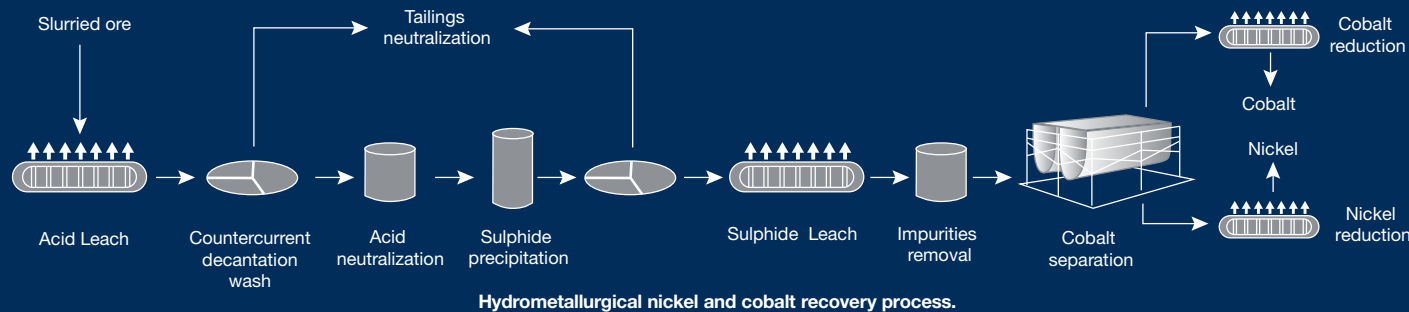 Slurried ore
Tailings
neutralization
Cobalt
reduction
Cobalt
Nickel
Nickel
reduction
Acid Leach
Countercurrent
decantation
wash
Acid
neutralization
Sulphide
precipitation
Sulphide Leach
Impurities
removal
Cobalt
separation
Hydrometallurgical nickel and cobalt recovery process.